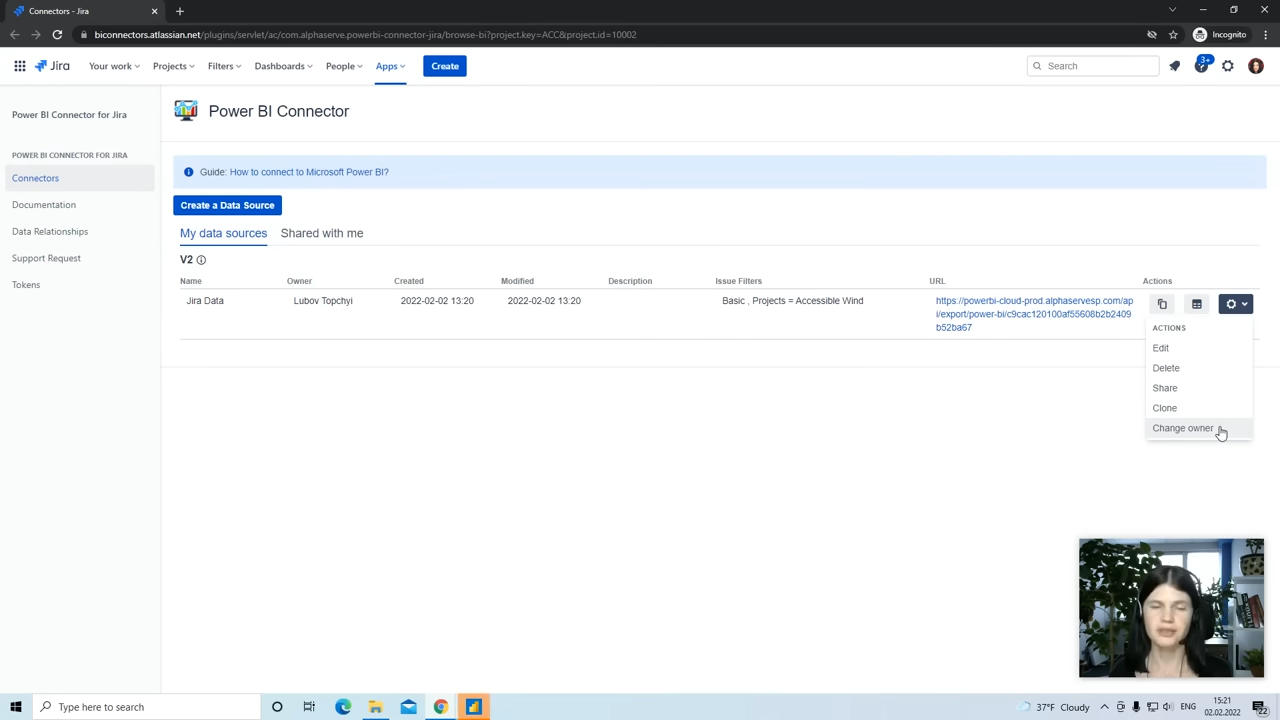 Connectors - Jira
biconnectors.atlassian.net/plugins/servlet/ac/com.alphaserve.powerbi-connector-jira/browse-bi?project.key=ACC&project.id=10002
Incognito
Jira
Your work
Projects
Filters
Dashboards
People
Apps
Create
Search
3+
Power BI Connector for Jira
POWER BI CONNECTOR FOR JIRA
Connectors
Documentation
Data Relationships
Support Request
Tokens
Power BI Connector
Guide: How to connect to Microsoft Power BI?
Create a Data Source
My data sources
Shared with me
V2
Name Owner Created Modified Description Issue Filters URL Actions
Jira Data Lubov Topchyi 2022-02-02 13:20 2022-02-02 13:20 Basic , Projects = Accessible Wind
https://powerbi-cloud-prod.alphaservesp.com/ap
i/export/power-bi/c9cac120100af55608b2b2409
b52ba67
ACTIONS
Edit
Delete
Share
Clone
Change owner
Type here to search
37°F Cloudy
ENG
15:21
02.02.2022
22